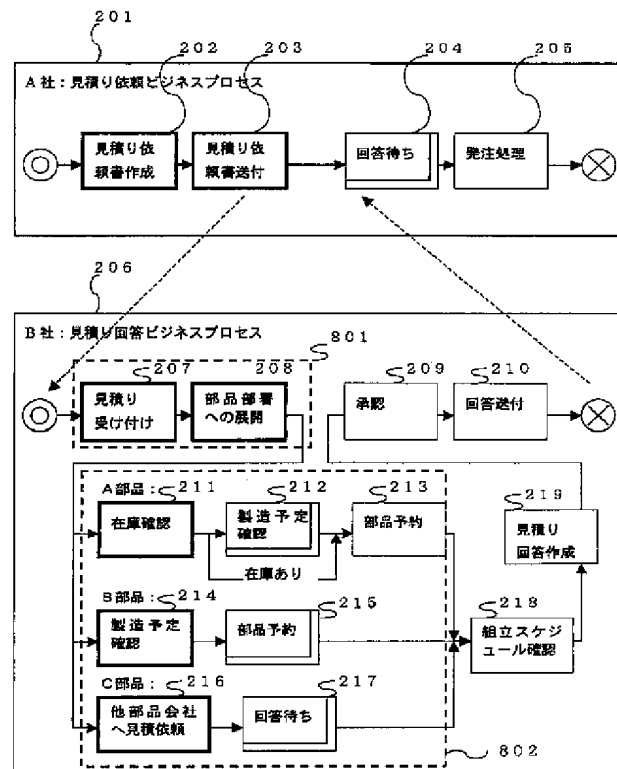 201
202
203
204
205
A社：見積り依頼ビジネスプロセス
見積り依
頼書作成
見積り依
頼書送付
回答待ち
発注処理
206
B社：見積り回答ビジネスプロセス
801
207
208
209
210
見積り
受け付け
部品部署
への展開
承認
回答送付
A部品：
211
212
213
在庫確認
製造予定
確認
部品予約
在庫あり
219
見積り
回答作成
B部品：
214
215
218
製造予定
確認
部品予約
組立スケジ
ュール確認
C部品：
216
217
他部品会社
へ見積依頼
回答待ち
802